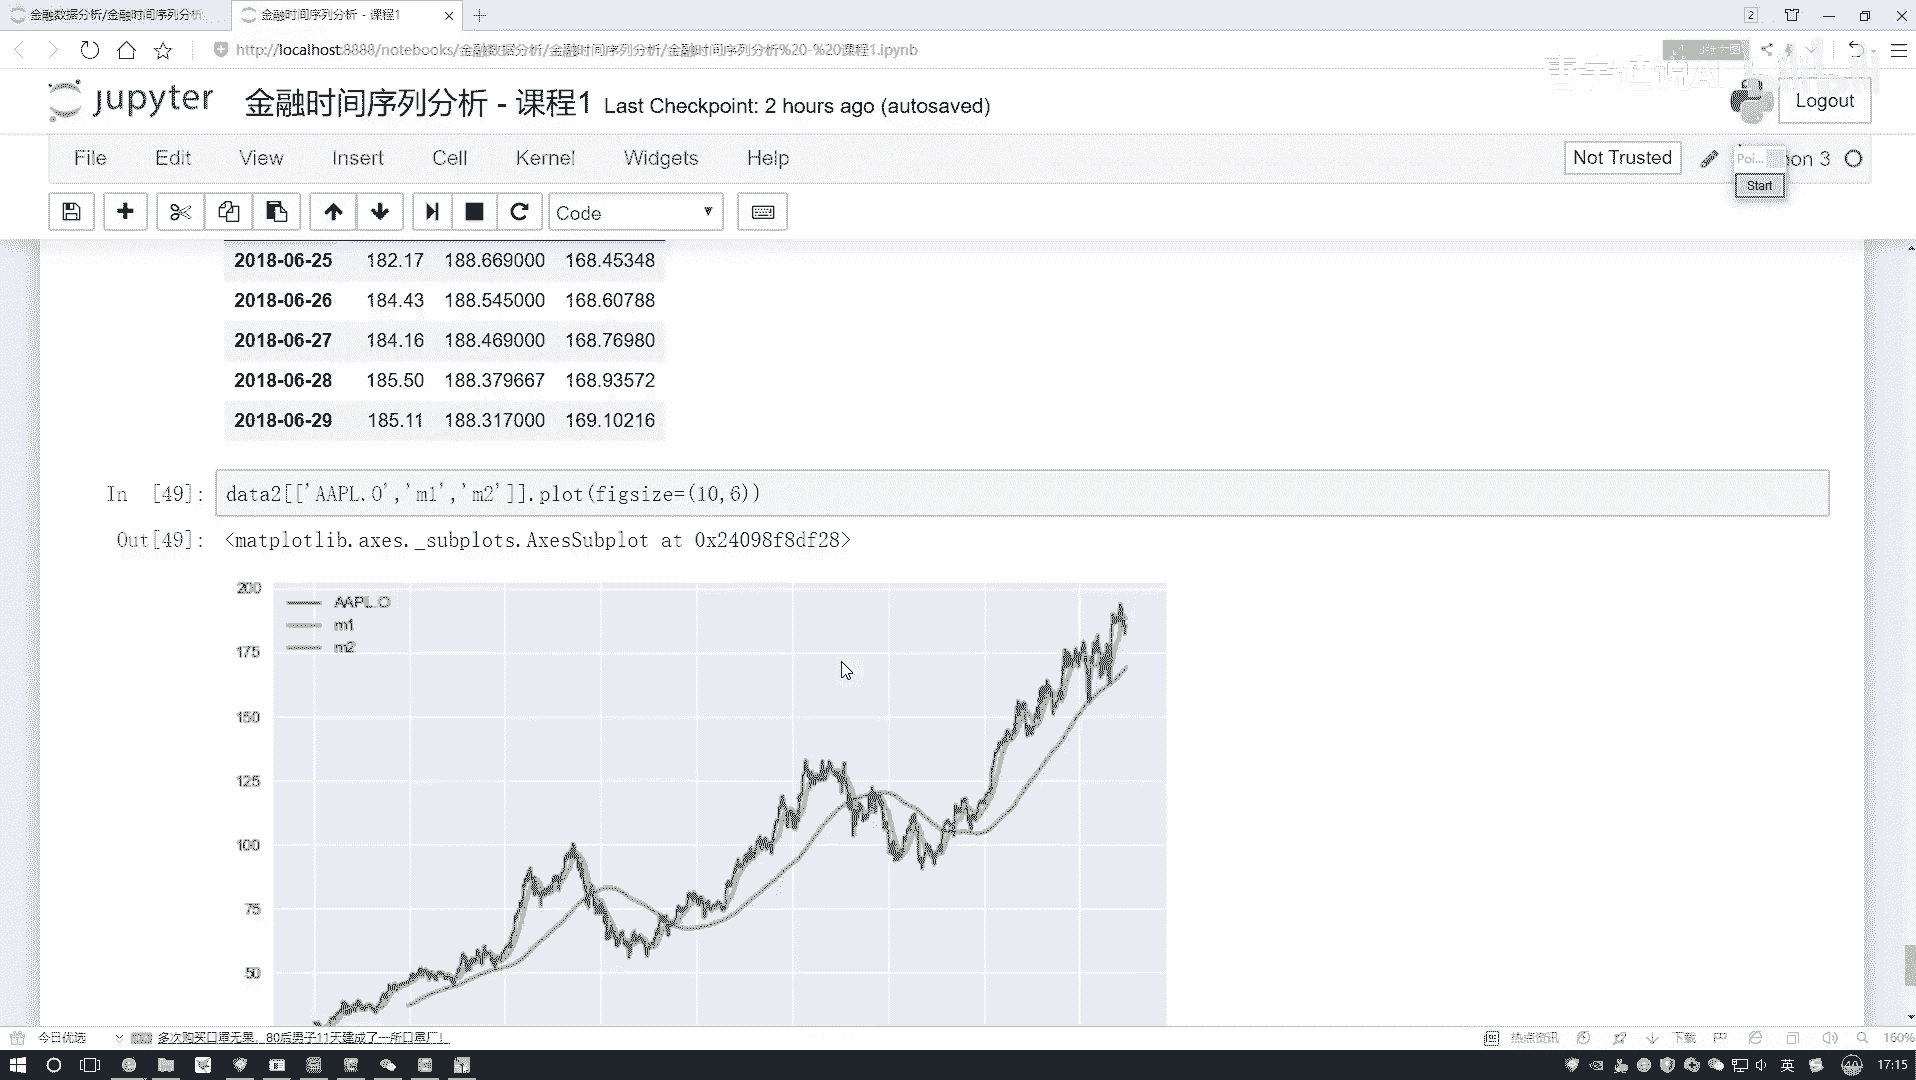 金融数据分析/金融时间序列分析
金融时间序列分析 - 课程1
2
http://localhost:8888/notebooks/金融数据分析/金融时间序列分析/金融时间序列分析%20-%20课程1.ipynb
jupyter 金融时间序列分析 - 课程1 Last Checkpoint: 2 hours ago (autosaved)
Logout
File Edit View Insert Cell Kernel Widgets Help
Not Trusted
Poi... on 3
Start
Code
2018-06-25 182.17 188.669000 168.45348
2018-06-26 184.43 188.545000 168.60788
2018-06-27 184.16 188.469000 168.76980
2018-06-28 185.50 188.379667 168.93572
2018-06-29 185.11 188.317000 169.10216
In [49]: data2[['AAPL.O','m1','m2']].plot(figsize=(10,6))
Out[49]: <matplotlib.axes._subplots.AxesSubplot at 0x24098f8df28>
200
AAPL.O
m1
m2
175
150
125
100
75
50
今日优选
多次购买口罩无果，80后男子11天建成了一所口罩厂！
热点资讯
下载
160%
英
17:15